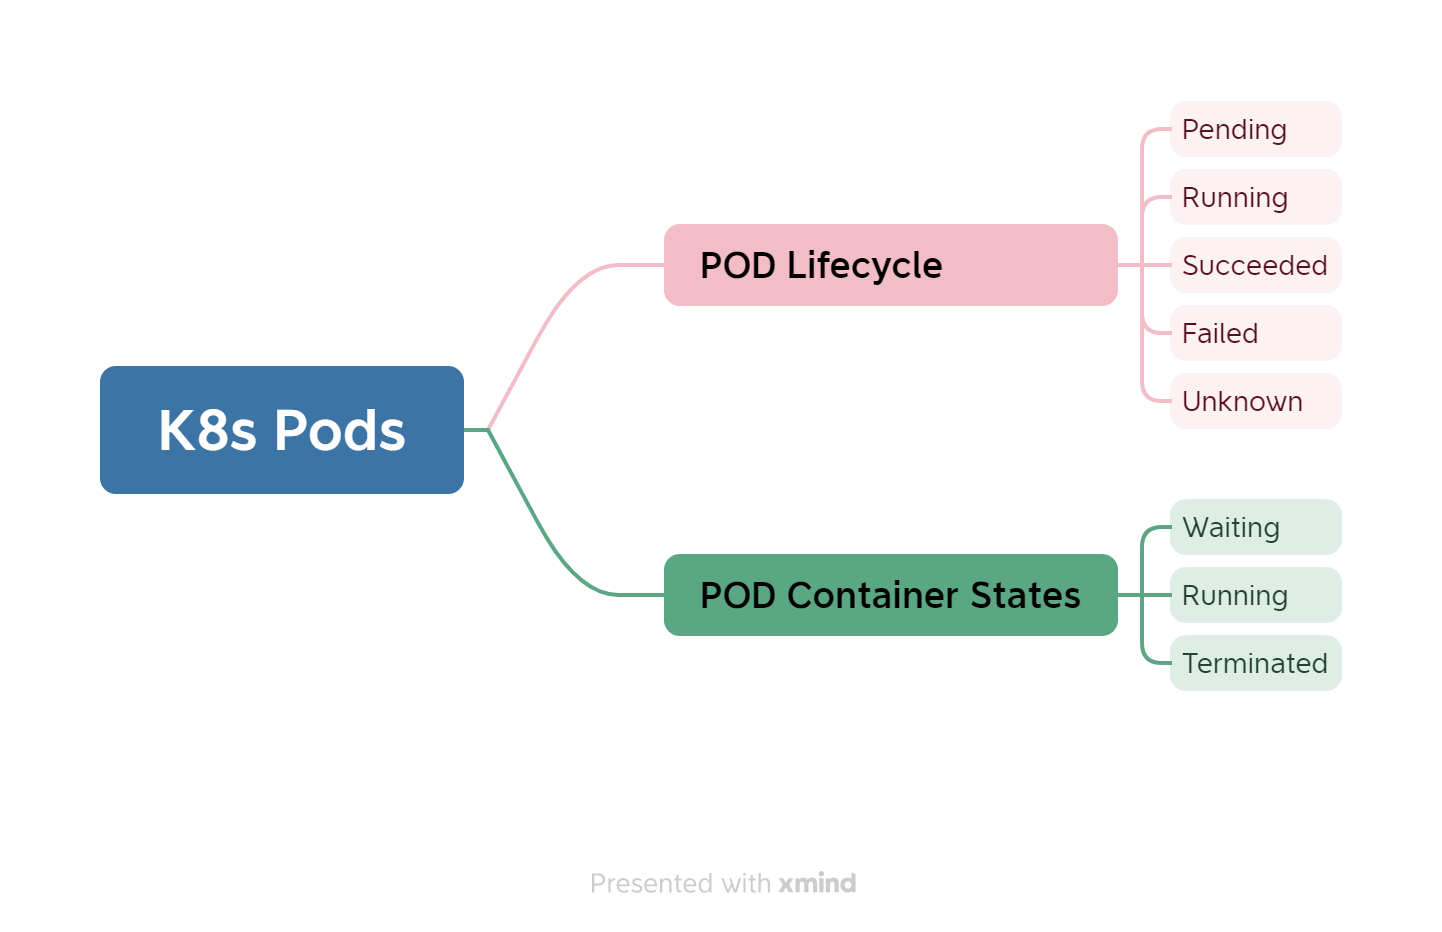 K8s Pods
POD Lifecycle
Pending
Running
Succeeded
Failed
Unknown
POD Container States
Waiting
Running
Terminated
Presented with xmind